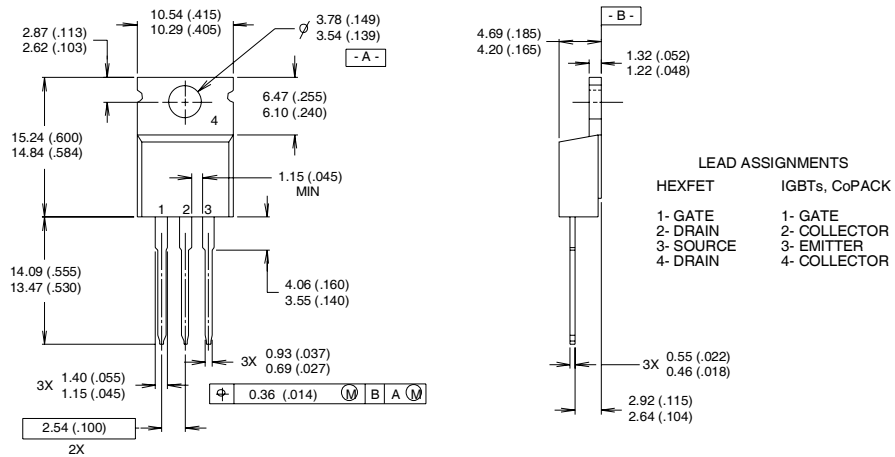 10.54 (.415)
10.29 (.405)
2.87 (.113)
2.62 (.103)
ø 3.78 (.149)
3.54 (.139)
- A -
6.47 (.255)
6.10 (.240)
4
15.24 (.600)
14.84 (.584)
1.15 (.045)
MIN
1 2 3
14.09 (.555)
13.47 (.530)
4.06 (.160)
3.55 (.140)
3X 0.93 (.037)
0.69 (.027)
3X 1.40 (.055)
1.15 (.045)
⌖ 0.36 (.014) Ⓜ B A Ⓜ
2.54 (.100)
2X
- B -
4.69 (.185)
4.20 (.165)
1.32 (.052)
1.22 (.048)
3X 0.55 (.022)
0.46 (.018)
2.92 (.115)
2.64 (.104)
LEAD ASSIGNMENTS
HEXFET
1- GATE
2- DRAIN
3- SOURCE
4- DRAIN
IGBTs, CoPACK
1- GATE
2- COLLECTOR
3- EMITTER
4- COLLECTOR